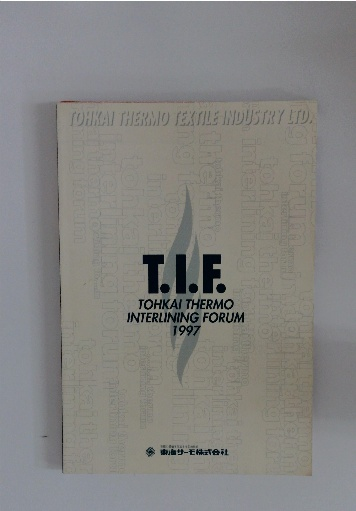 TOHKAI THERMO TEXTILE INDUSTRY LTD.
T.I.F.
TOHKAI THERMO
INTERLINING FORUM
1997
東海サーモ株式会社